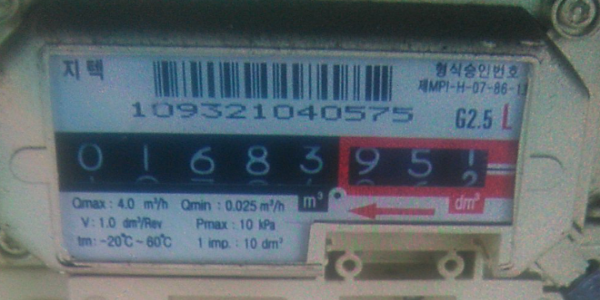 지텍
형식승인번호
제MPI-H-07-86-
109321040575
G2.5 L
01683951
m³
dm³
Qmax : 4.0 m³/h Qmin : 0.025 m³/h
V : 1.0 dm³/Rev Pmax : 10 kPa
tm : -20℃ ~ 60℃ 1 imp. : 10 dm³